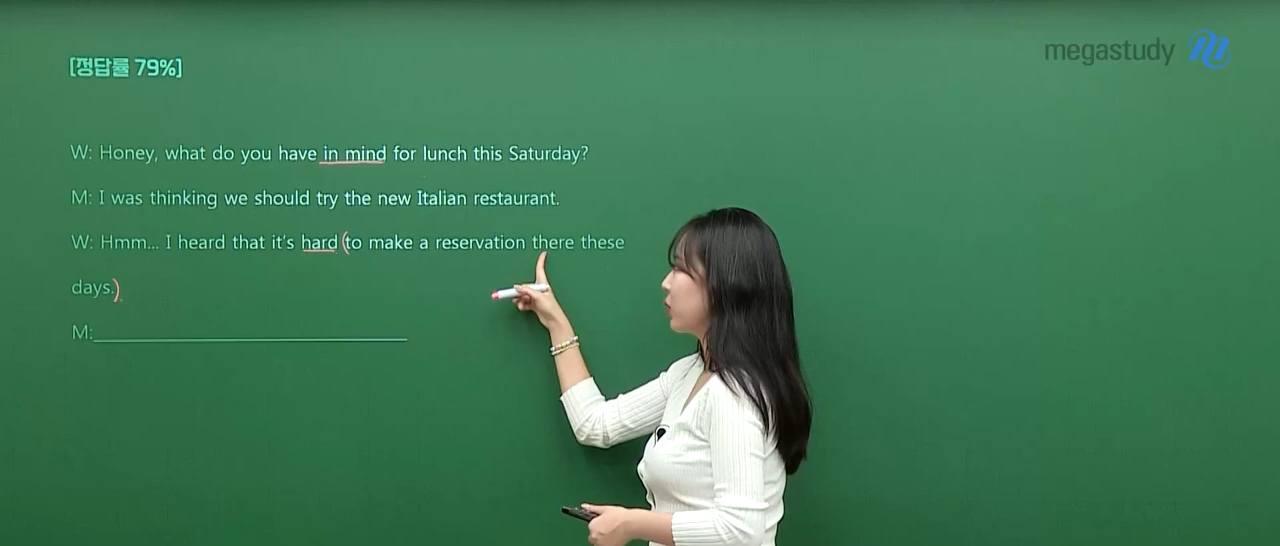 megastudy
[정답률 79%]
W: Honey, what do you have in mind for lunch this Saturday?
M: I was thinking we should try the new Italian restaurant.
W: Hmm... I heard that it's hard (to make a reservation there these
days.)
M: